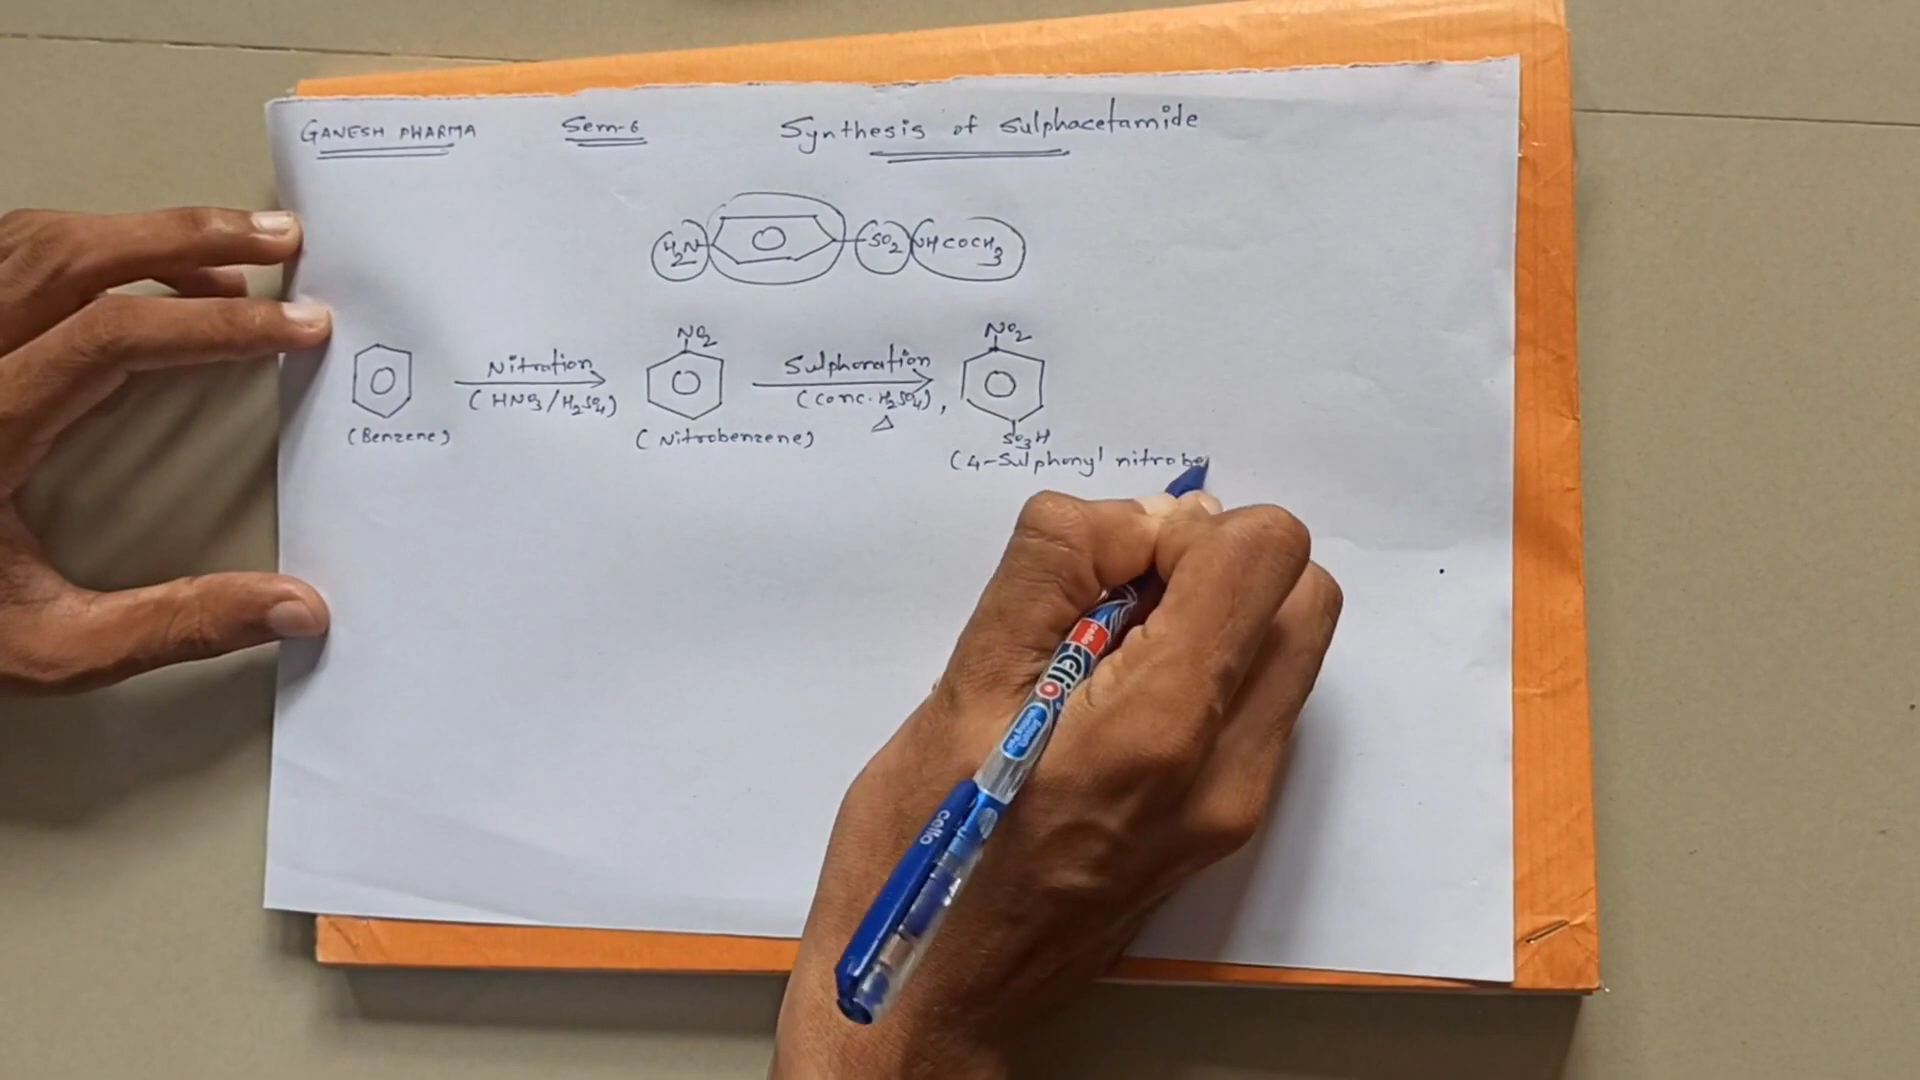 GANESH PHARMA Sem-6 Synthesis of Sulphacetamide
H2N SO2 NHCOCH3
NO2 NO2
Nitration Sulphonation
(HNO3/H2SO4) (Conc. H2SO4),
Δ
(Benzene) (Nitrobenzene) SO3H
(4-Sulphonyl nitrobe
cello
cello